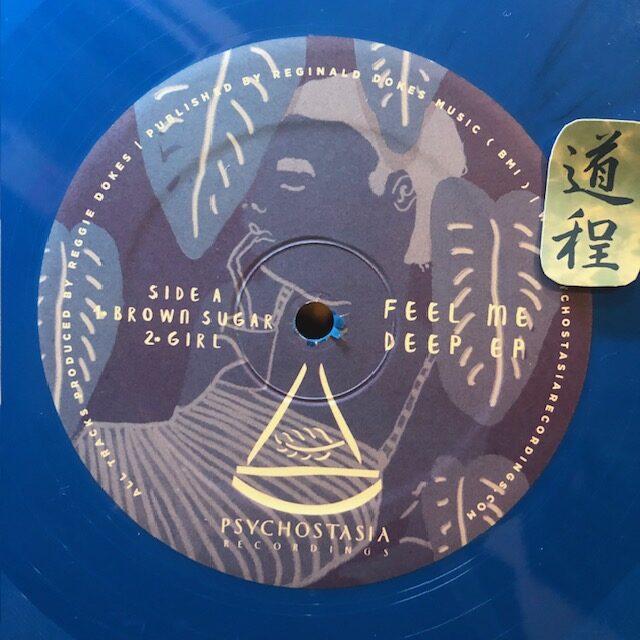 ALL TRACKS PRODUCED BY REGGIE DOKES | PUBLISHED BY REGINALD DOKES MUSIC ( BMI )
PSYCHOSTASIARECORDINGS.COM
SIDE A
1. BROWN SUGAR
2. GIRL
FEEL ME
DEEP EP
PSYCHOSTASIA
RECORDINGS
道
程